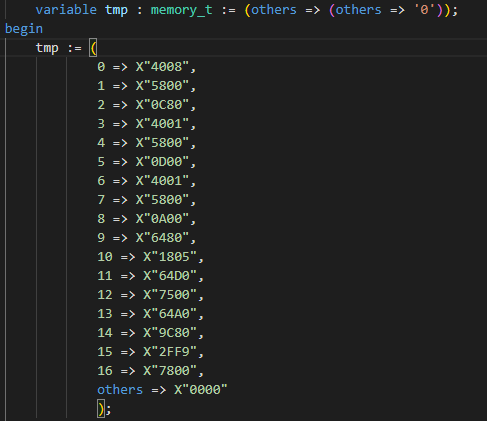 variable tmp : memory_t := (others => (others => '0'));
begin
tmp := (
0 => X"4008",
1 => X"5800",
2 => X"0C80",
3 => X"4001",
4 => X"5800",
5 => X"0D00",
6 => X"4001",
7 => X"5800",
8 => X"0A00",
9 => X"6480",
10 => X"1805",
11 => X"64D0",
12 => X"7500",
13 => X"64A0",
14 => X"9C80",
15 => X"2FF9",
16 => X"7800",
others => X"0000"
);